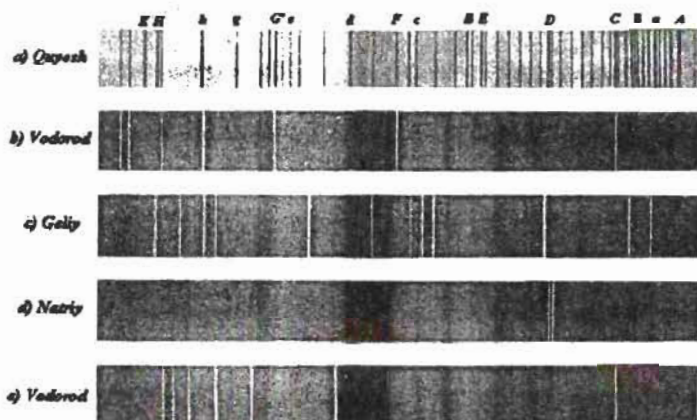 K H h g G' e d F c b E D C B a A
a) Quyosh
b) Vodorod
c) Geliy
d) Natriy
e) Vodorod